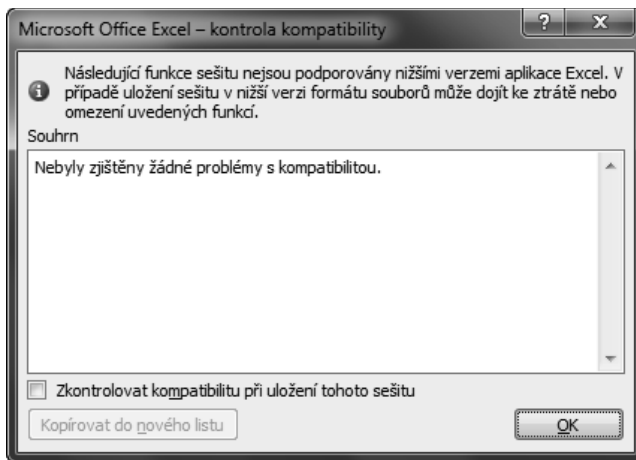 Microsoft Office Excel – kontrola kompatibility
Následující funkce sešitu nejsou podporovány nižšími verzemi aplikace Excel. V
případě uložení sešitu v nižší verzi formátu souborů může dojít ke ztrátě nebo
omezení uvedených funkcí.
Souhrn
Nebyly zjištěny žádné problémy s kompatibilitou.
Zkontrolovat kompatibilitu při uložení tohoto sešitu
Kopírovat do nového listu
OK